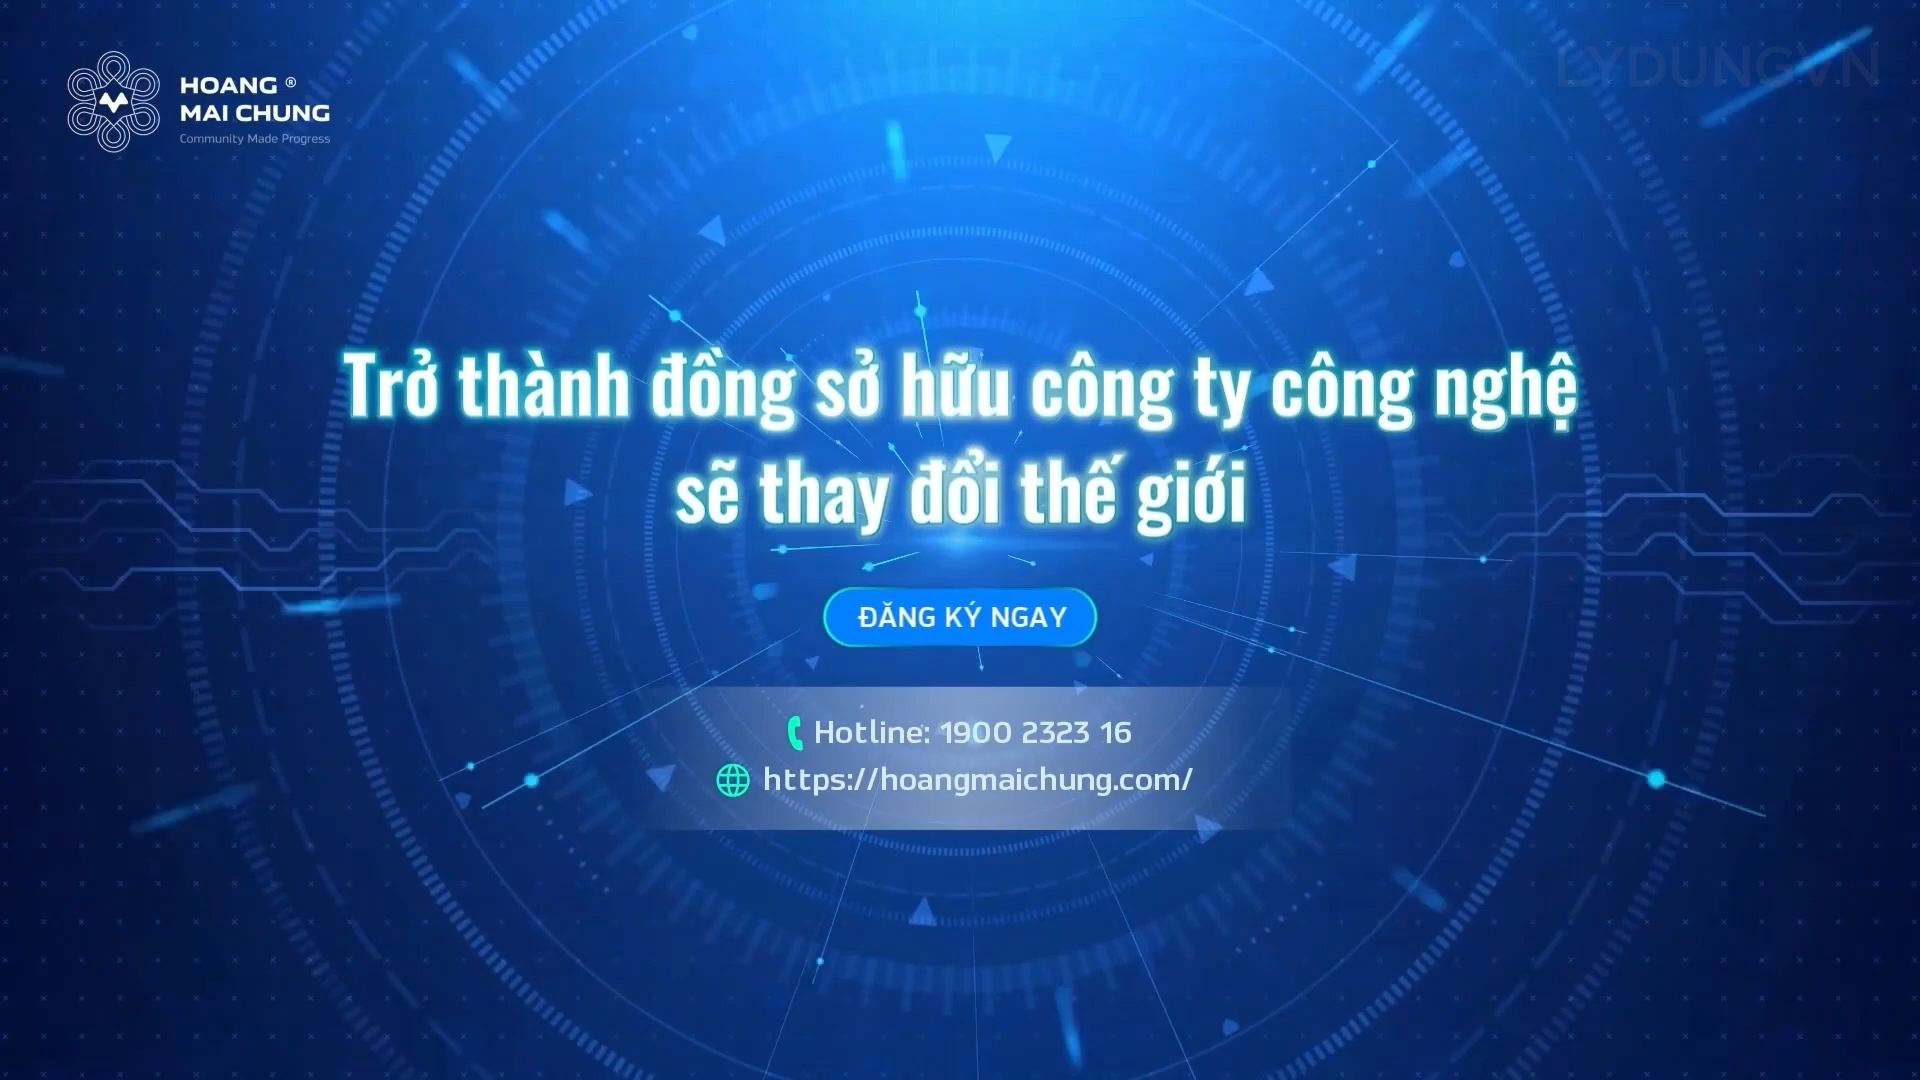 HOANG ®
MAI CHUNG
Community Made Progress
LYDUNGVN
Trở thành đồng sở hữu công ty công nghệ
sẽ thay đổi thế giới
ĐĂNG KÝ NGAY
Hotline: 1900 2323 16
https://hoangmaichung.com/